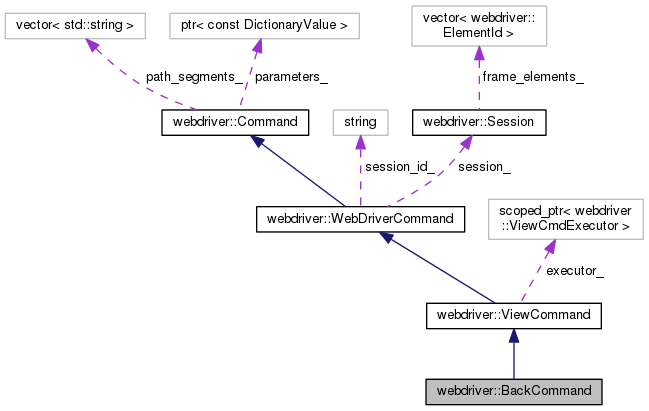 vector< std::string >
ptr< const DictionaryValue >
vector< webdriver::
ElementId >
path_segments_
parameters_
frame_elements_
webdriver::Command
string
webdriver::Session
session_id_
session_
webdriver::WebDriverCommand
scoped_ptr< webdriver
::ViewCmdExecutor >
executor_
webdriver::ViewCommand
webdriver::BackCommand